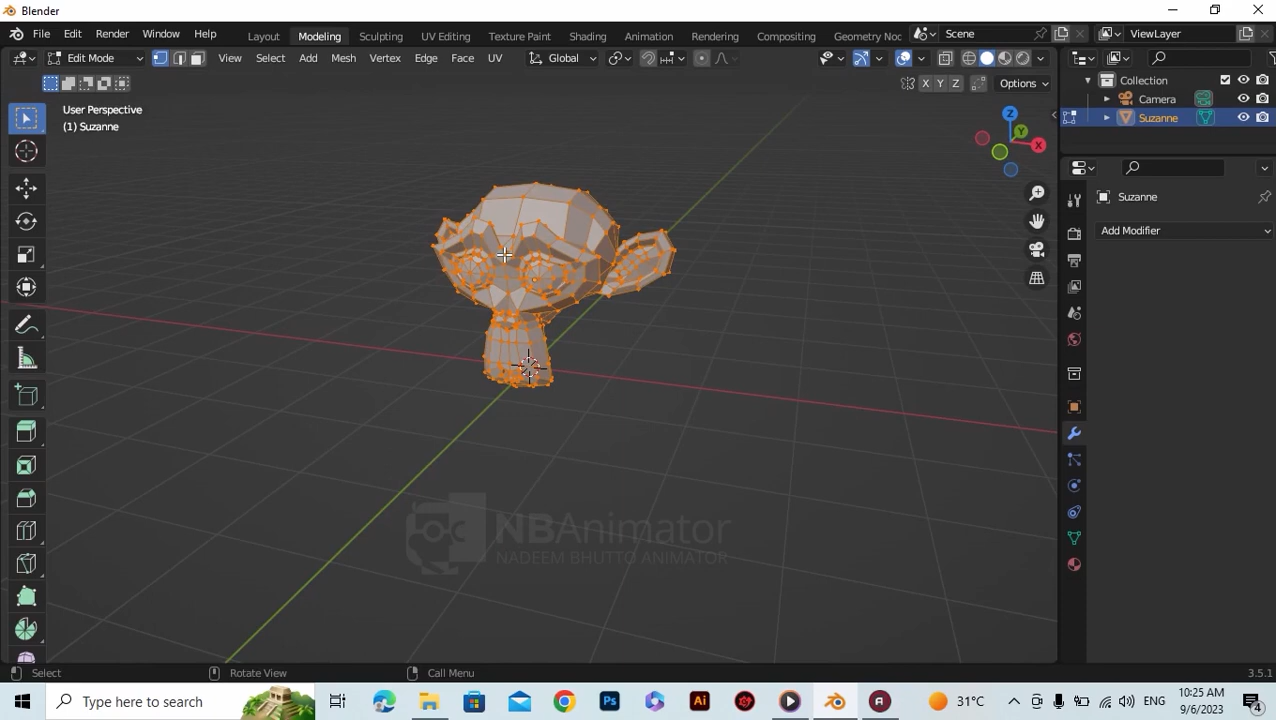 Blender
File Edit Render Window Help Layout Modeling Sculpting UV Editing Texture Paint Shading Animation Rendering Compositing Geometry Noc Scene ViewLayer
Edit Mode View Select Add Mesh Vertex Edge Face UV Global
X Y Z Options
User Perspective
(1) Suzanne
Z
Y
X
Collection
Camera
Suzanne
Suzanne
Add Modifier
NBAnimator
NADEEM BHUTTO ANIMATOR
Select Rotate View Call Menu 3.5.1
Type here to search Ps Ai A 31°C ENG 10:25 AM
9/6/2023 4